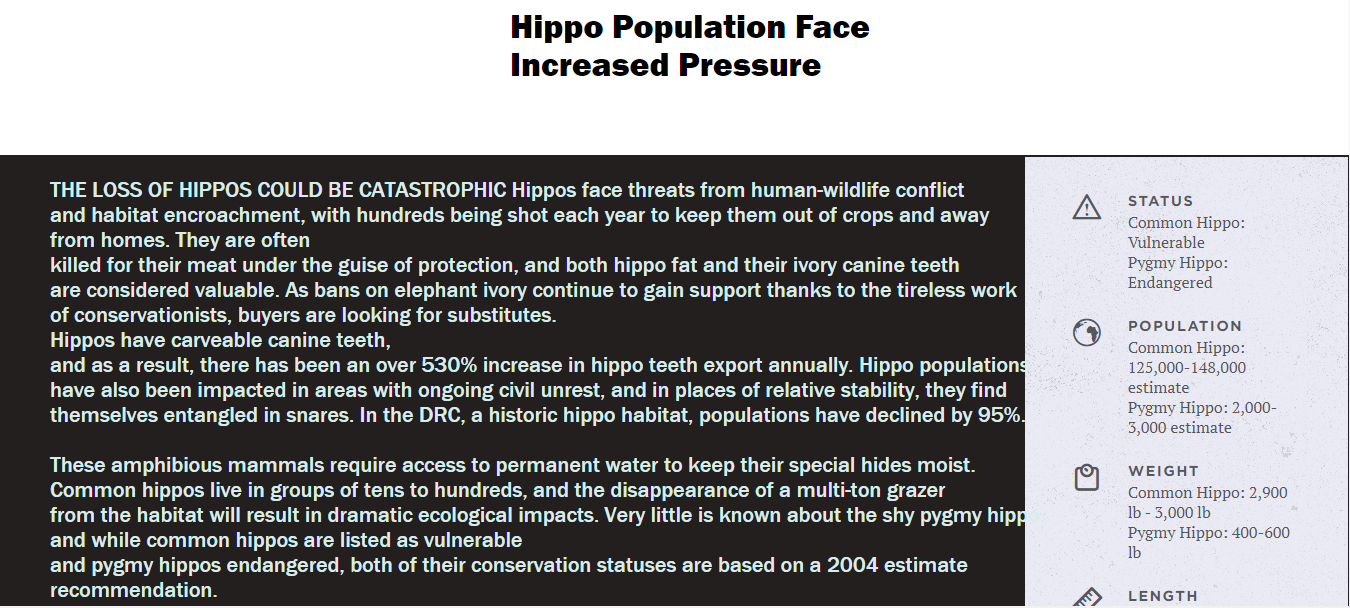 Hippo Population Face
Increased Pressure
THE LOSS OF HIPPOS COULD BE CATASTROPHIC Hippos face threats from human-wildlife conflict
and habitat encroachment, with hundreds being shot each year to keep them out of crops and away
from homes. They are often
killed for their meat under the guise of protection, and both hippo fat and their ivory canine teeth
are considered valuable. As bans on elephant ivory continue to gain support thanks to the tireless work
of conservationists, buyers are looking for substitutes.
Hippos have carveable canine teeth,
and as a result, there has been an over 530% increase in hippo teeth export annually. Hippo populations
have also been impacted in areas with ongoing civil unrest, and in places of relative stability, they find
themselves entangled in snares. In the DRC, a historic hippo habitat, populations have declined by 95%.
These amphibious mammals require access to permanent water to keep their special hides moist.
Common hippos live in groups of tens to hundreds, and the disappearance of a multi-ton grazer
from the habitat will result in dramatic ecological impacts. Very little is known about the shy pygmy hipp
and while common hippos are listed as vulnerable
and pygmy hippos endangered, both of their conservation statuses are based on a 2004 estimate
recommendation.
STATUS
Common Hippo:
Vulnerable
Pygmy Hippo:
Endangered
POPULATION
Common Hippo:
125,000-148,000
estimate
Pygmy Hippo: 2,000-
3,000 estimate
WEIGHT
Common Hippo: 2,900
lb - 3,000 lb
Pygmy Hippo: 400-600
lb
LENGTH